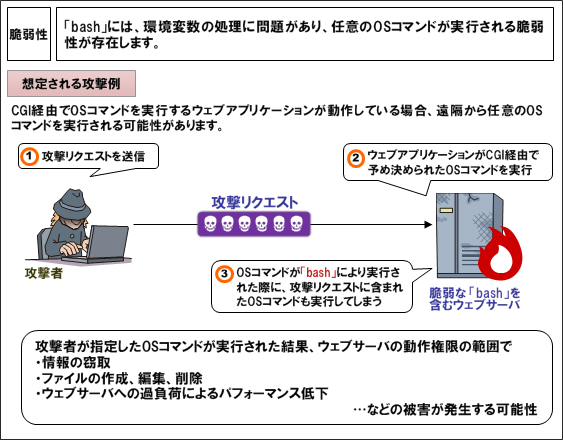 脆弱性
「bash」には、環境変数の処理に問題があり、任意のOSコマンドが実行される脆弱
性が存在します。
想定される攻撃例
CGI経由でOSコマンドを実行するウェブアプリケーションが動作している場合、遠隔から任意のOS
コマンドを実行される可能性があります。
1 攻撃リクエストを送信
2 ウェブアプリケーションがCGI経由で
予め決められたOSコマンドを実行
攻撃リクエスト
攻撃者
3 OSコマンドが「bash」により実行さ
れた際に、攻撃リクエストに含まれ
たOSコマンドも実行してしまう
脆弱な「bash」を
含むウェブサーバ
攻撃者が指定したOSコマンドが実行された結果、ウェブサーバの動作権限の範囲で
・情報の窃取
・ファイルの作成、編集、削除
・ウェブサーバへの過負荷によるパフォーマンス低下
…などの被害が発生する可能性